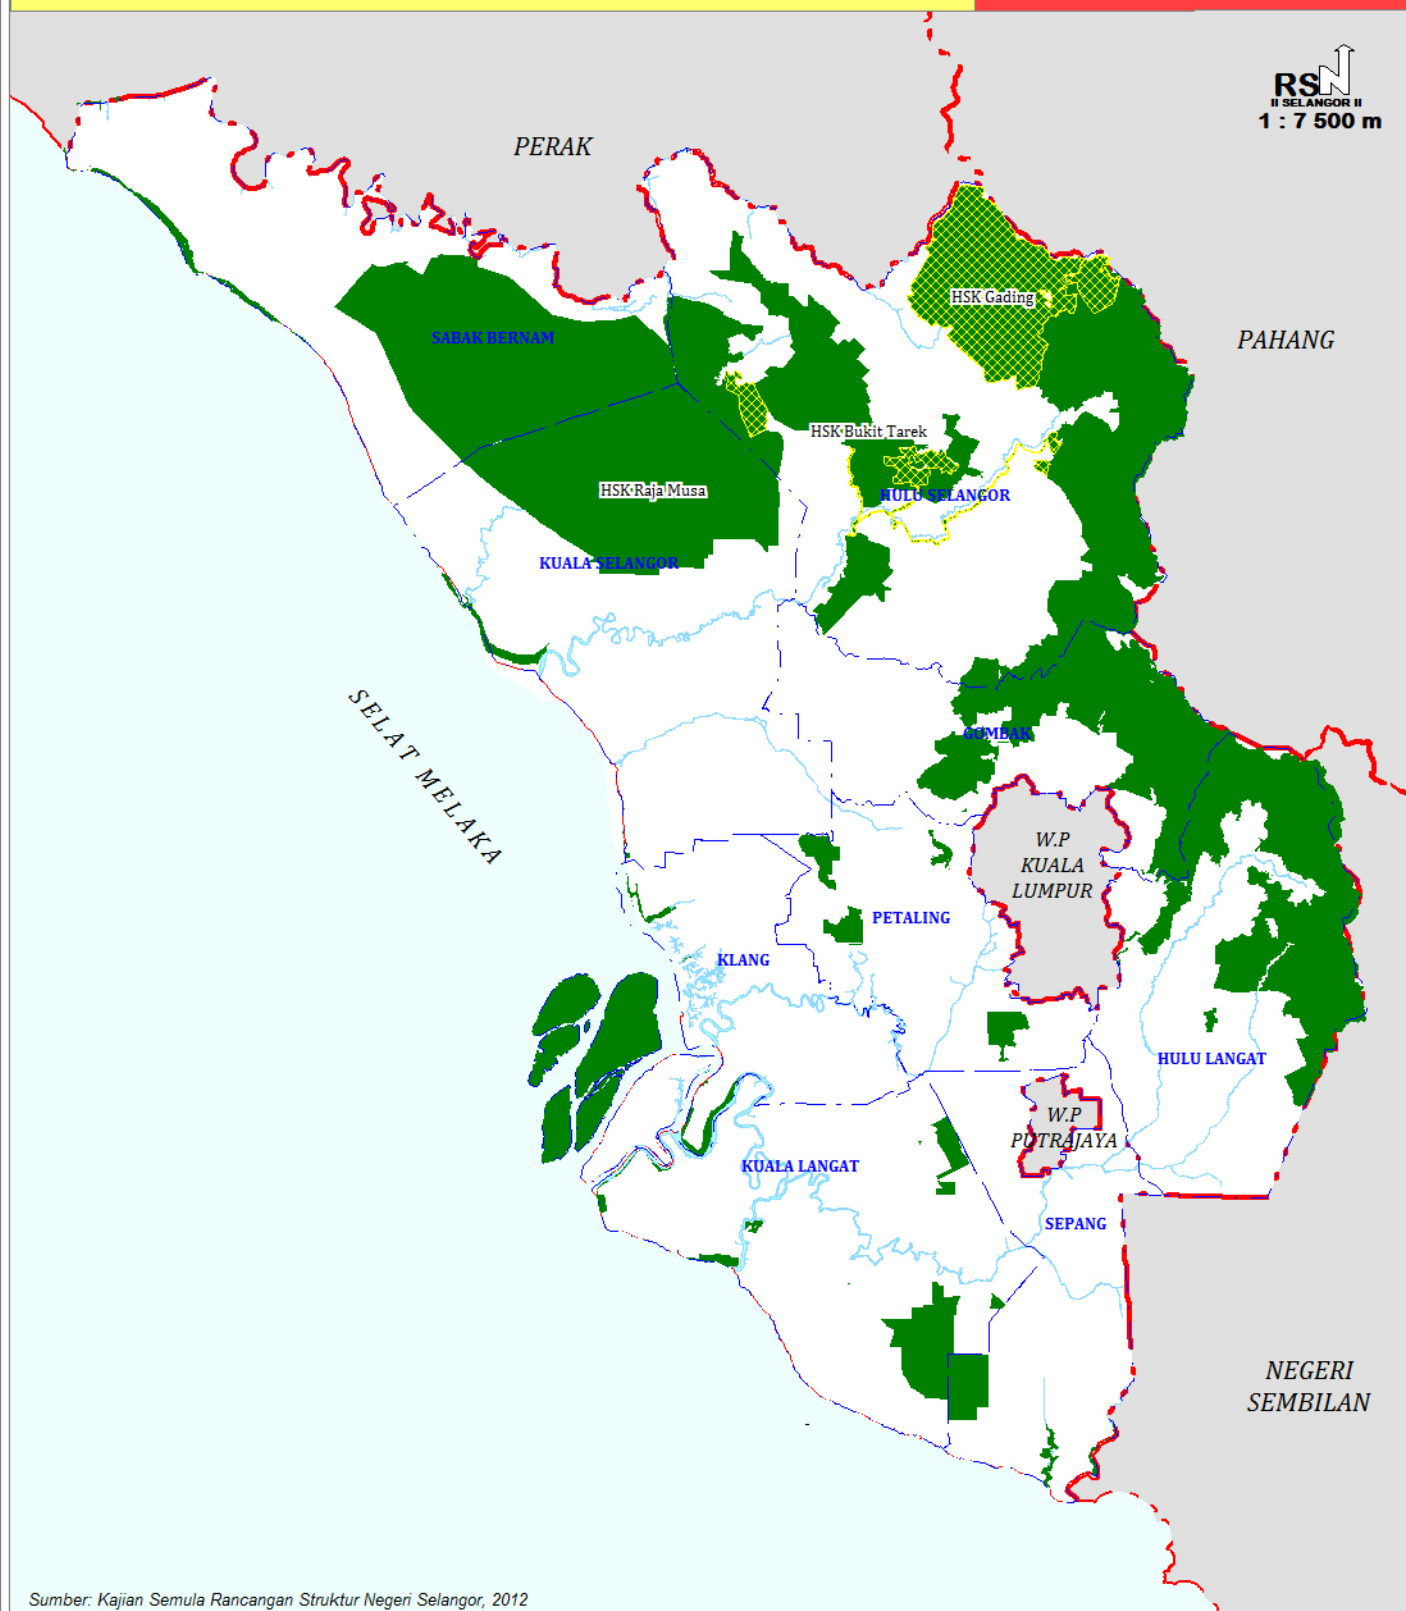 RSN
II SELANGOR II
1 : 7 500 m
PERAK
HSK Gading
PAHANG
SABAK BERNAM
HSK Bukit Tarek
HSK Raja Musa
HULU SELANGOR
KUALA SELANGOR
SELAT MELAKA
GOMBAK
W.P
KUALA
LUMPUR
PETALING
KLANG
HULU LANGAT
W.P
PUTRAJAYA
KUALA LANGAT
SEPANG
NEGERI
SEMBILAN
Sumber: Kajian Semula Rancangan Struktur Negeri Selangor, 2012